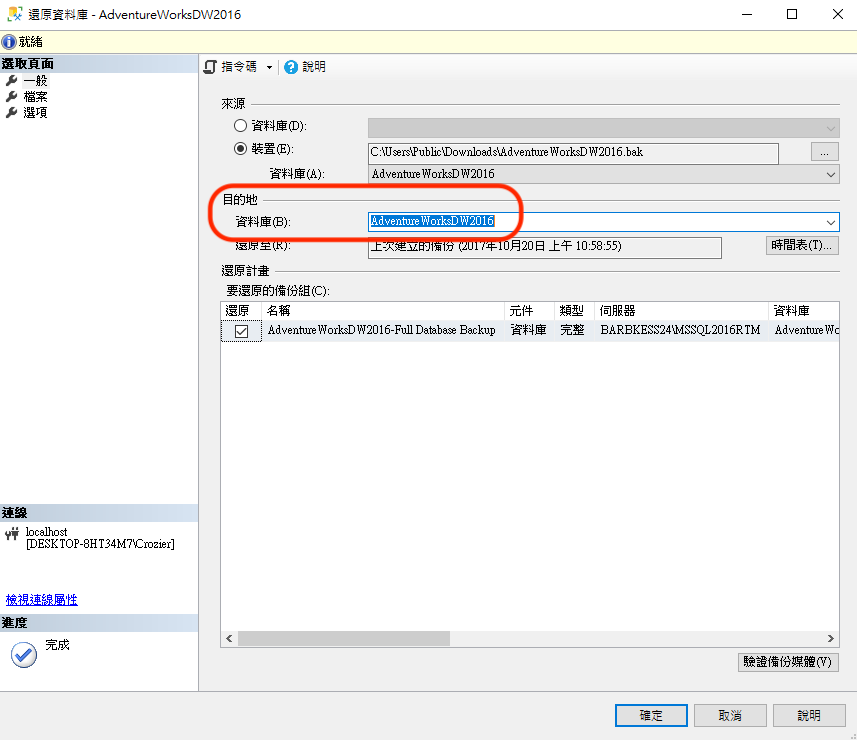 還原資料庫 - AdventureWorksDW2016
就緒
選取頁面
一般
檔案
選項
指令碼
說明
來源
資料庫(D):
裝置(E):
C:\Users\Public\Downloads\AdventureWorksDW2016.bak
...
資料庫(A):
AdventureWorksDW2016
目的地
資料庫(B):
AdventureWorksDW2016
還原至(R):
上次建立的備份 (2017年10月20日 上午 10:58:55)
時間表(T)...
還原計畫
要還原的備份組(C):
還原 名稱 元件 類型 伺服器 資料庫
AdventureWorksDW2016-Full Database Backup 資料庫 完整 BARBKESS24\MSSQL2016RTM AdventureWo
連線
localhost
[DESKTOP-8HT34M7\Crozier]
檢視連線屬性
進度
完成
驗證備份媒體(V)
確定
取消
說明